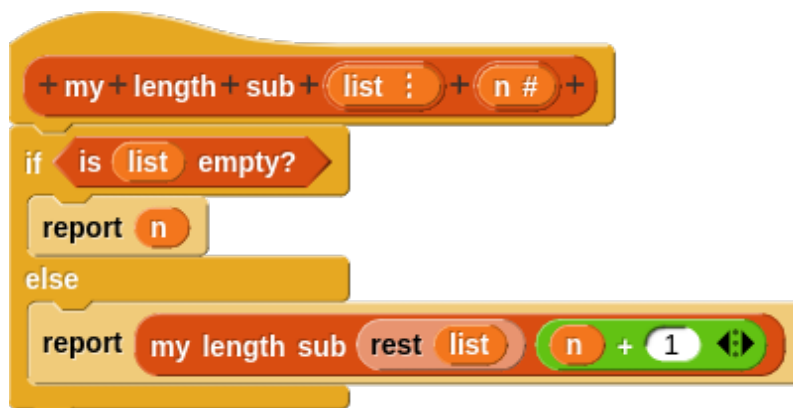 + my + length + sub + list ⋮ + n # +
if is list empty?
report n
else
report my length sub rest list n + 1